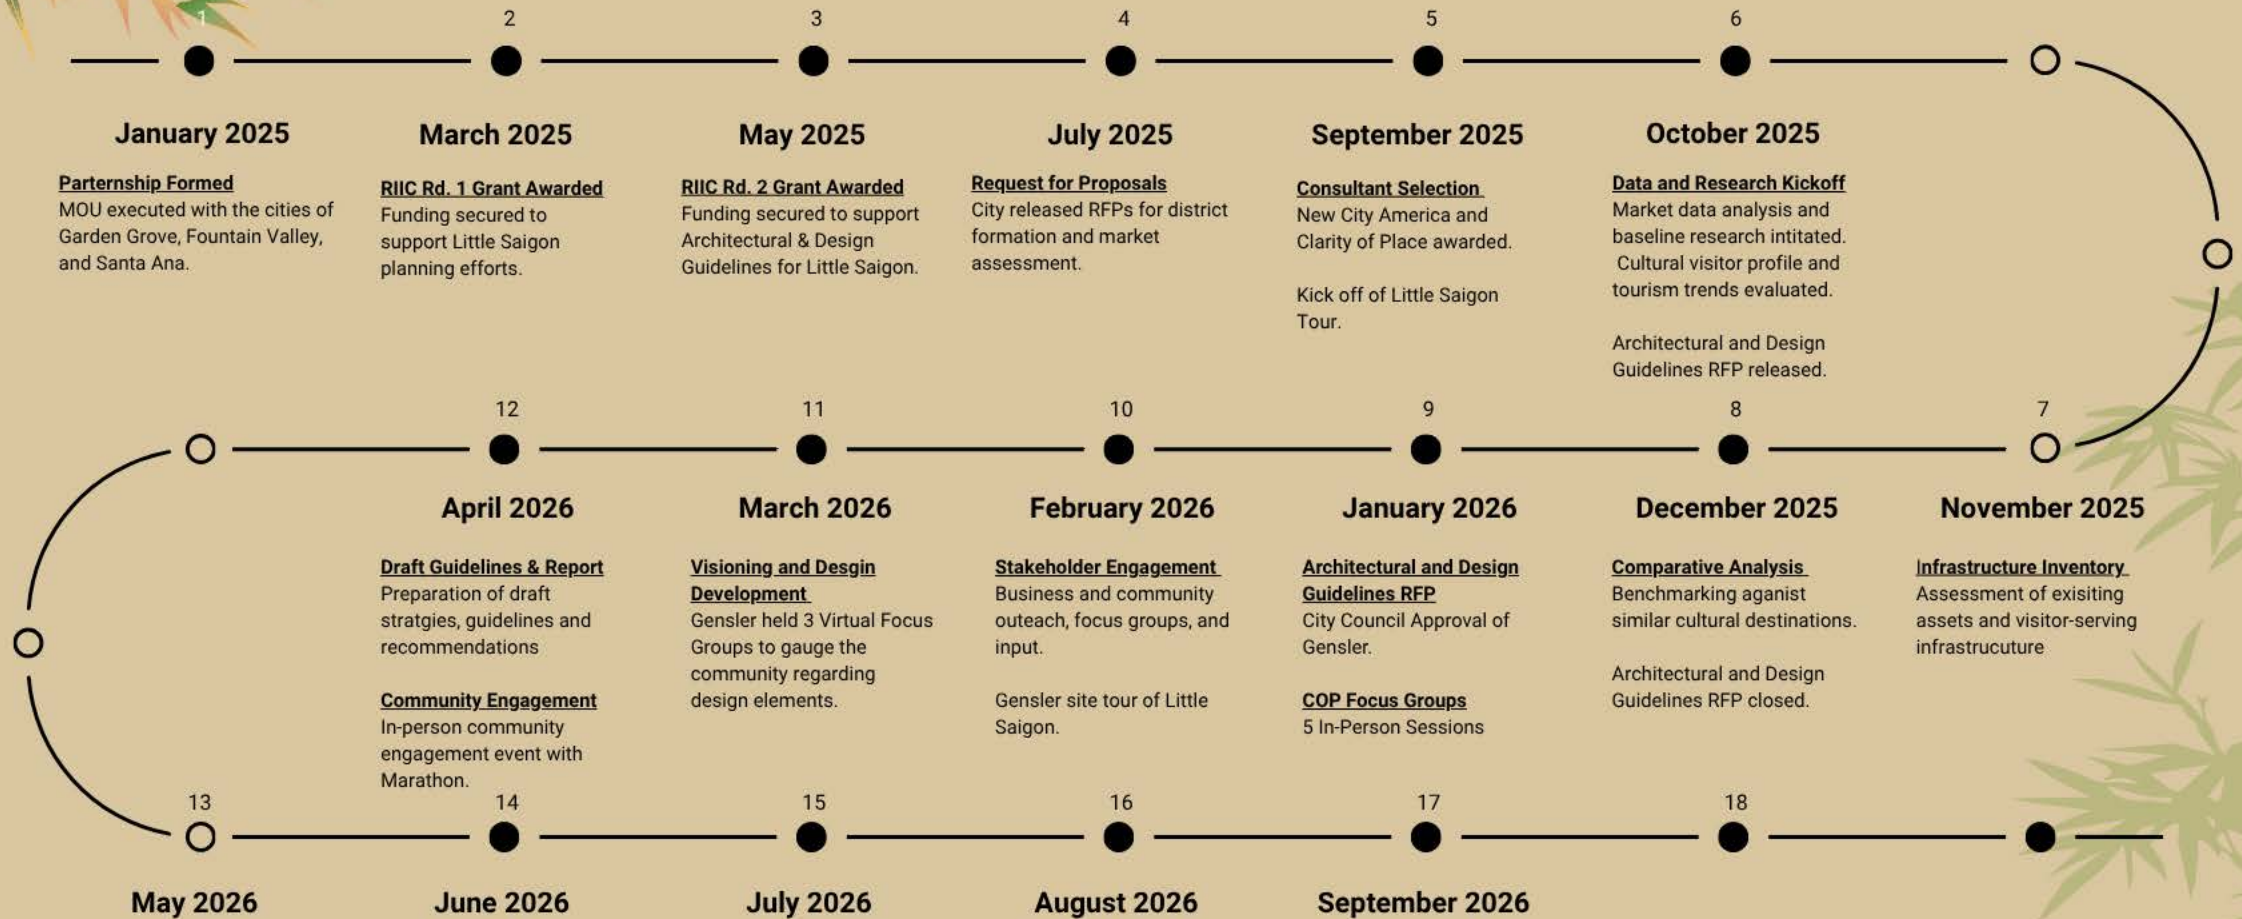 1
2
3
4
5
6
January 2025
Parternship Formed
MOU executed with the cities of
Garden Grove, Fountain Valley,
and Santa Ana.
March 2025
RIIC Rd. 1 Grant Awarded
Funding secured to
support Little Saigon
planning efforts.
May 2025
RIIC Rd. 2 Grant Awarded
Funding secured to support
Architectural & Design
Guidelines for Little Saigon.
July 2025
Request for Proposals
City released RFPs for district
formation and market
assessment.
September 2025
Consultant Selection
New City America and
Clarity of Place awarded.
Kick off of Little Saigon
Tour.
October 2025
Data and Research Kickoff
Market data analysis and
baseline research intitated.
Cultural visitor profile and
tourism trends evaluated.
Architectural and Design
Guidelines RFP released.
7
November 2025
Infrastructure Inventory
Assessment of exisiting
assets and visitor-serving
infrastrucuture
8
December 2025
Comparative Analysis
Benchmarking aganist
similar cultural destinations.
Architectural and Design
Guidelines RFP closed.
9
January 2026
Architectural and Design
Guidelines RFP
City Council Approval of
Gensler.
COP Focus Groups
5 In-Person Sessions
10
February 2026
Stakeholder Engagement
Business and community
outeach, focus groups, and
input.
Gensler site tour of Little
Saigon.
11
March 2026
Visioning and Desgin
Development
Gensler held 3 Virtual Focus
Groups to gauge the
community regarding
design elements.
12
April 2026
Draft Guidelines & Report
Preparation of draft
stratgies, guidelines and
recommendations
Community Engagement
In-person community
engagement event with
Marathon.
13
May 2026
14
June 2026
15
July 2026
16
August 2026
17
September 2026
18